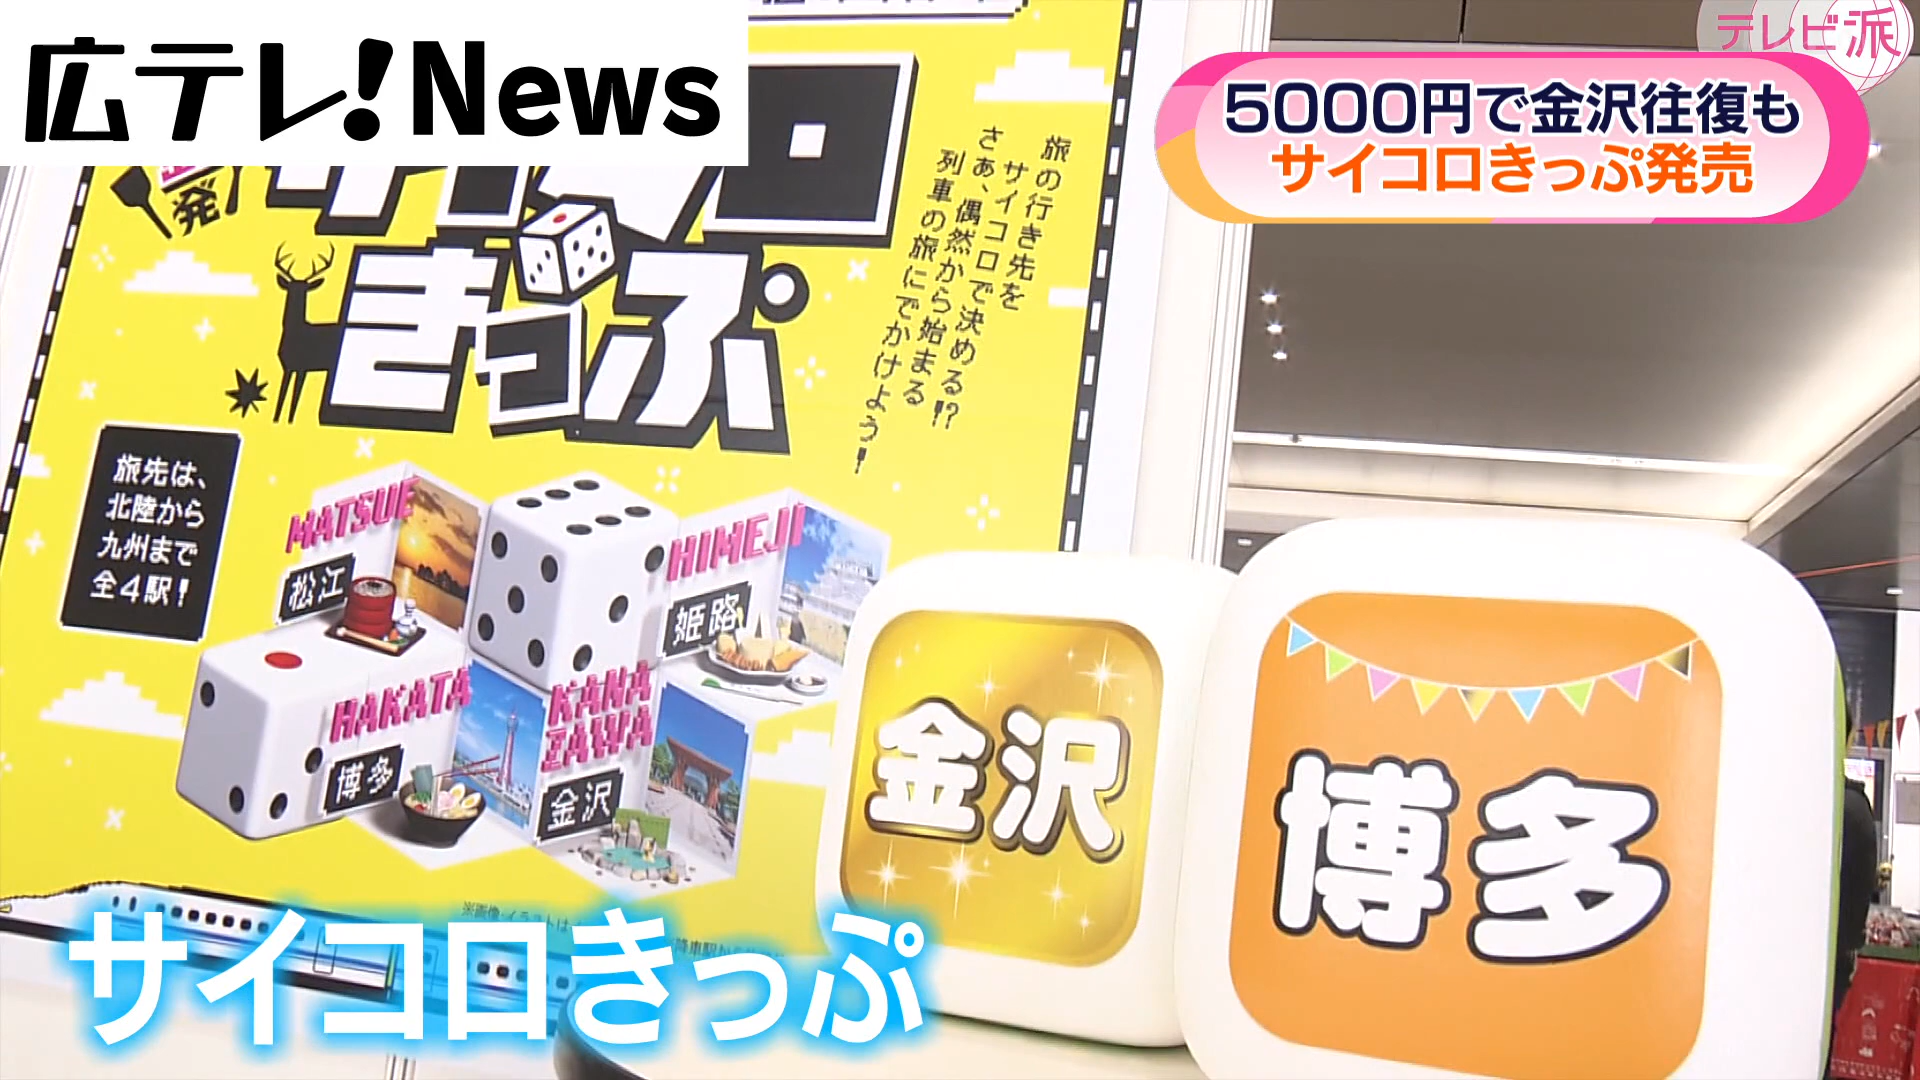 広テレ!News
テレビ派
5000円で金沢往復も
サイコロきっぷ発売
発
きっぷ
旅の行き先を
サイコロで決める!?
さあ、偶然から始まる
列車の旅にでかけよう!
旅先は、
北陸から
九州まで
全4駅!
MATSUE
松江
HIMEJI
姫路
HAKATA
博多
KANA
ZAWA
金沢
金沢
博多
サイコロきっぷ